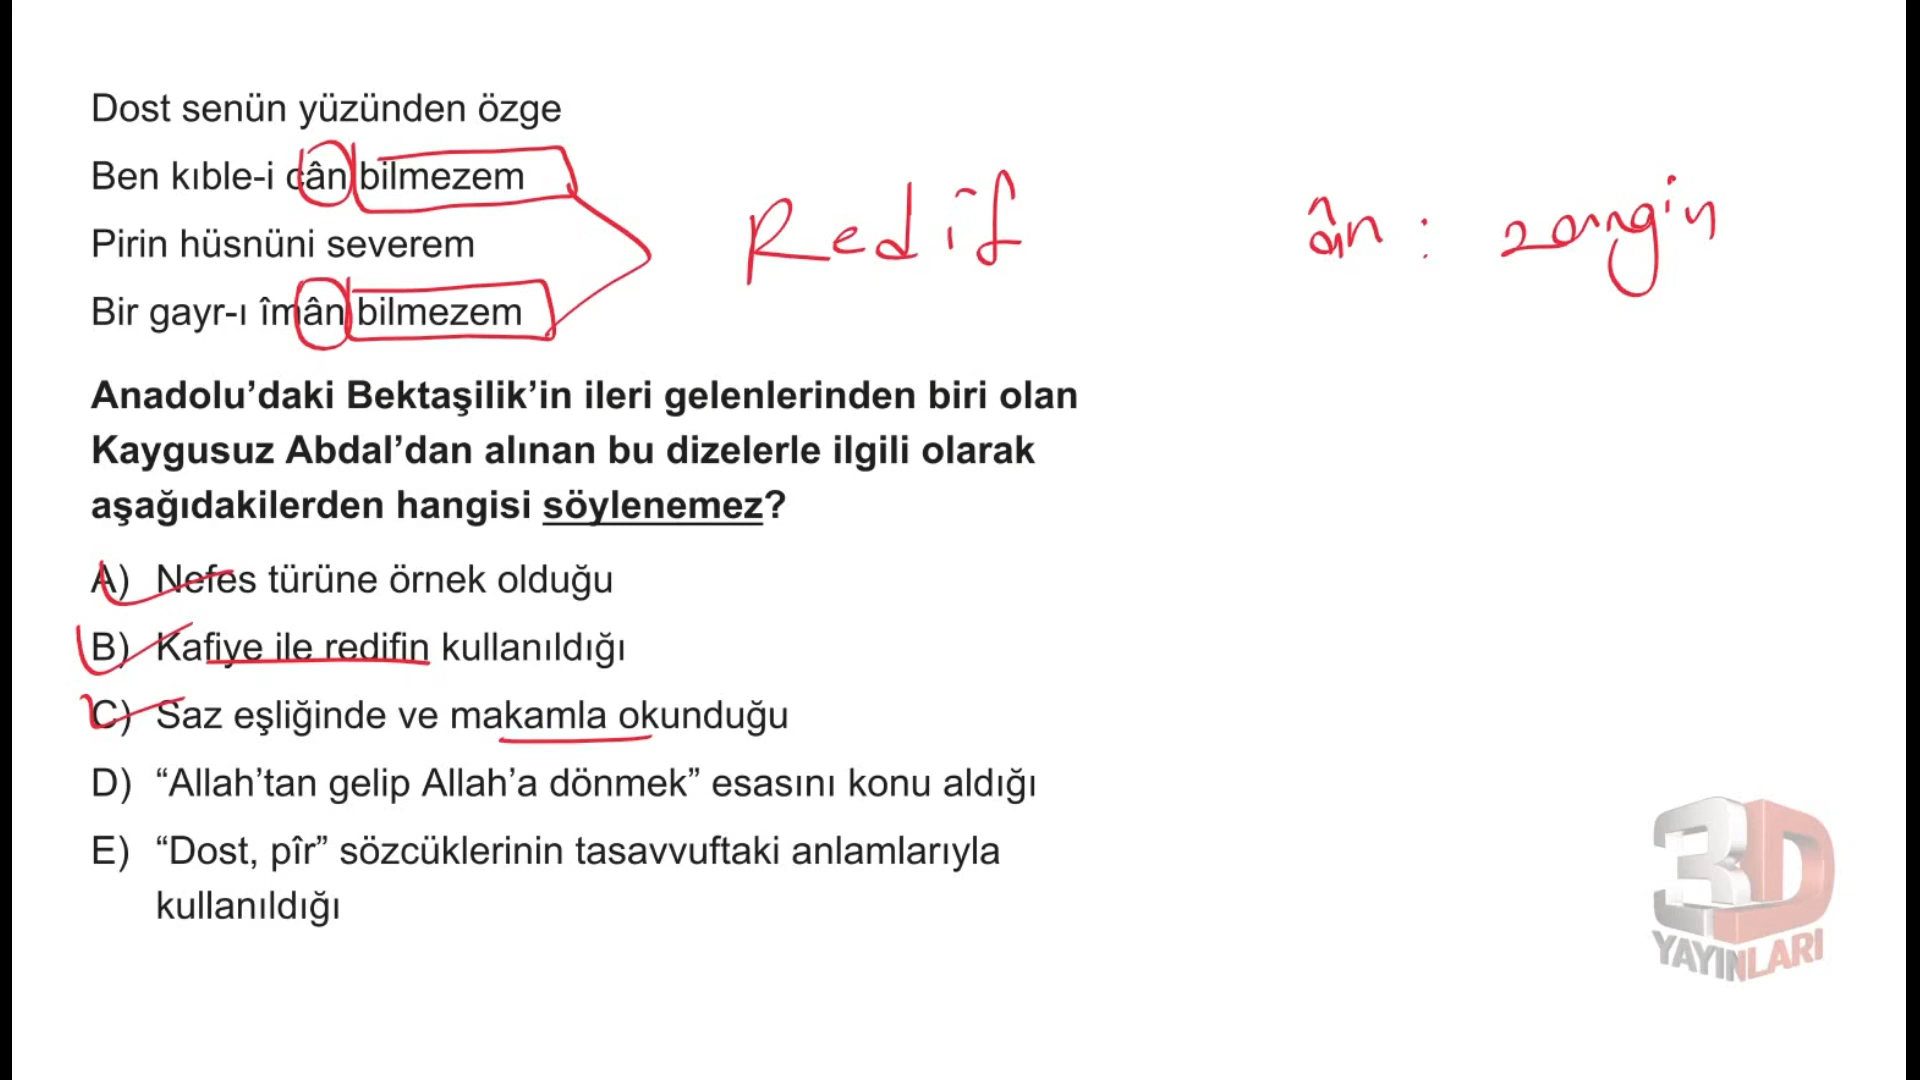 Dost senün yüzünden özge
Ben kıble-i cân bilmezem
Pirin hüsnüni severem
Bir gayr-ı îmân bilmezem
Redif
ân : zengin
Anadolu’daki Bektaşilik’in ileri gelenlerinden biri olan
Kaygusuz Abdal’dan alınan bu dizelerle ilgili olarak
aşağıdakilerden hangisi söylenemez?
A) Nefes türüne örnek olduğu
B) Kafiye ile redifin kullanıldığı
C) Saz eşliğinde ve makamla okunduğu
D) “Allah’tan gelip Allah’a dönmek” esasını konu aldığı
E) “Dost, pîr” sözcüklerinin tasavvuftaki anlamlarıyla
kullanıldığı
3D
YAYINLARI